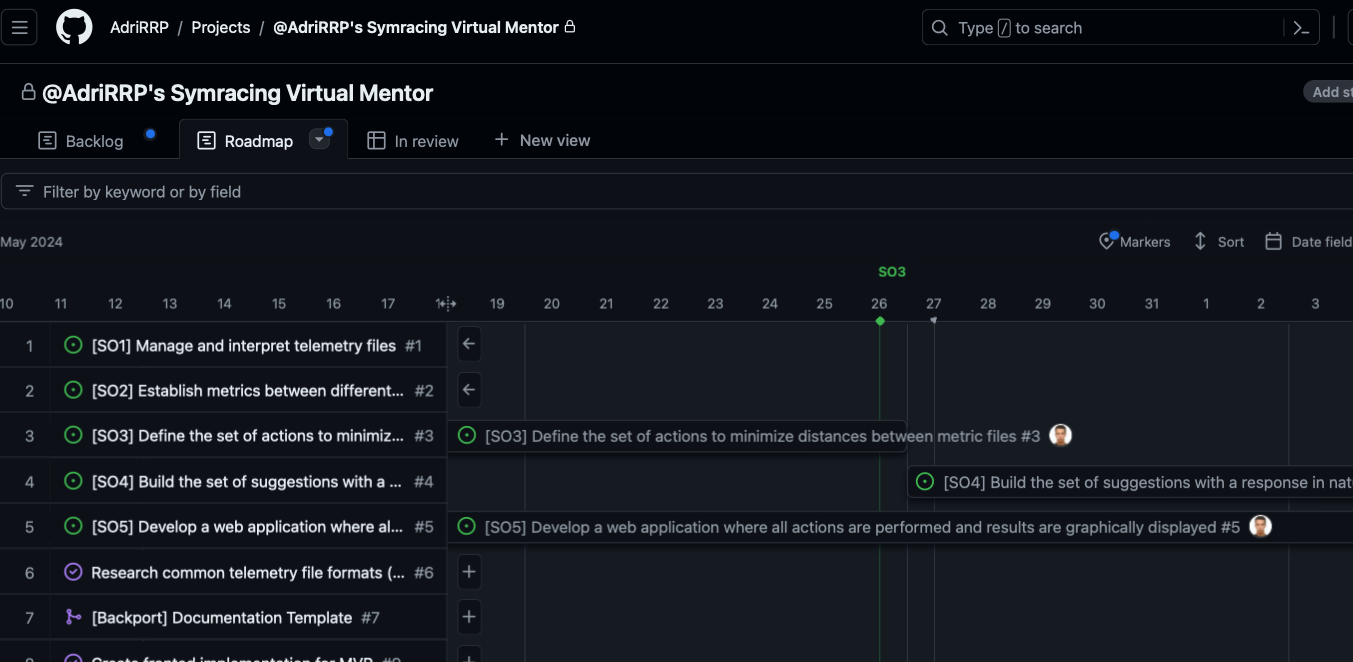 AdriRRP / Projects / @AdriRRP's Symracing Virtual Mentor
Type / to search
@AdriRRP's Symracing Virtual Mentor
Add st
Backlog
Roadmap
In review
New view
Filter by keyword or by field
May 2024
Markers
Sort
Date field
SO3
10 11 12 13 14 15 16 17 19 20 21 22 23 24 25 26 27 28 29 30 31 1 2 3
1 [SO1] Manage and interpret telemetry files #1
2 [SO2] Establish metrics between different... #2
3 [SO3] Define the set of actions to minimiz... #3
[SO3] Define the set of actions to minimize distances between metric files #3
4 [SO4] Build the set of suggestions with a ... #4
[SO4] Build the set of suggestions with a response in nat
5 [SO5] Develop a web application where al... #5
[SO5] Develop a web application where all actions are performed and results are graphically displayed #5
6 Research common telemetry file formats (... #6
7 [Backport] Documentation Template #7